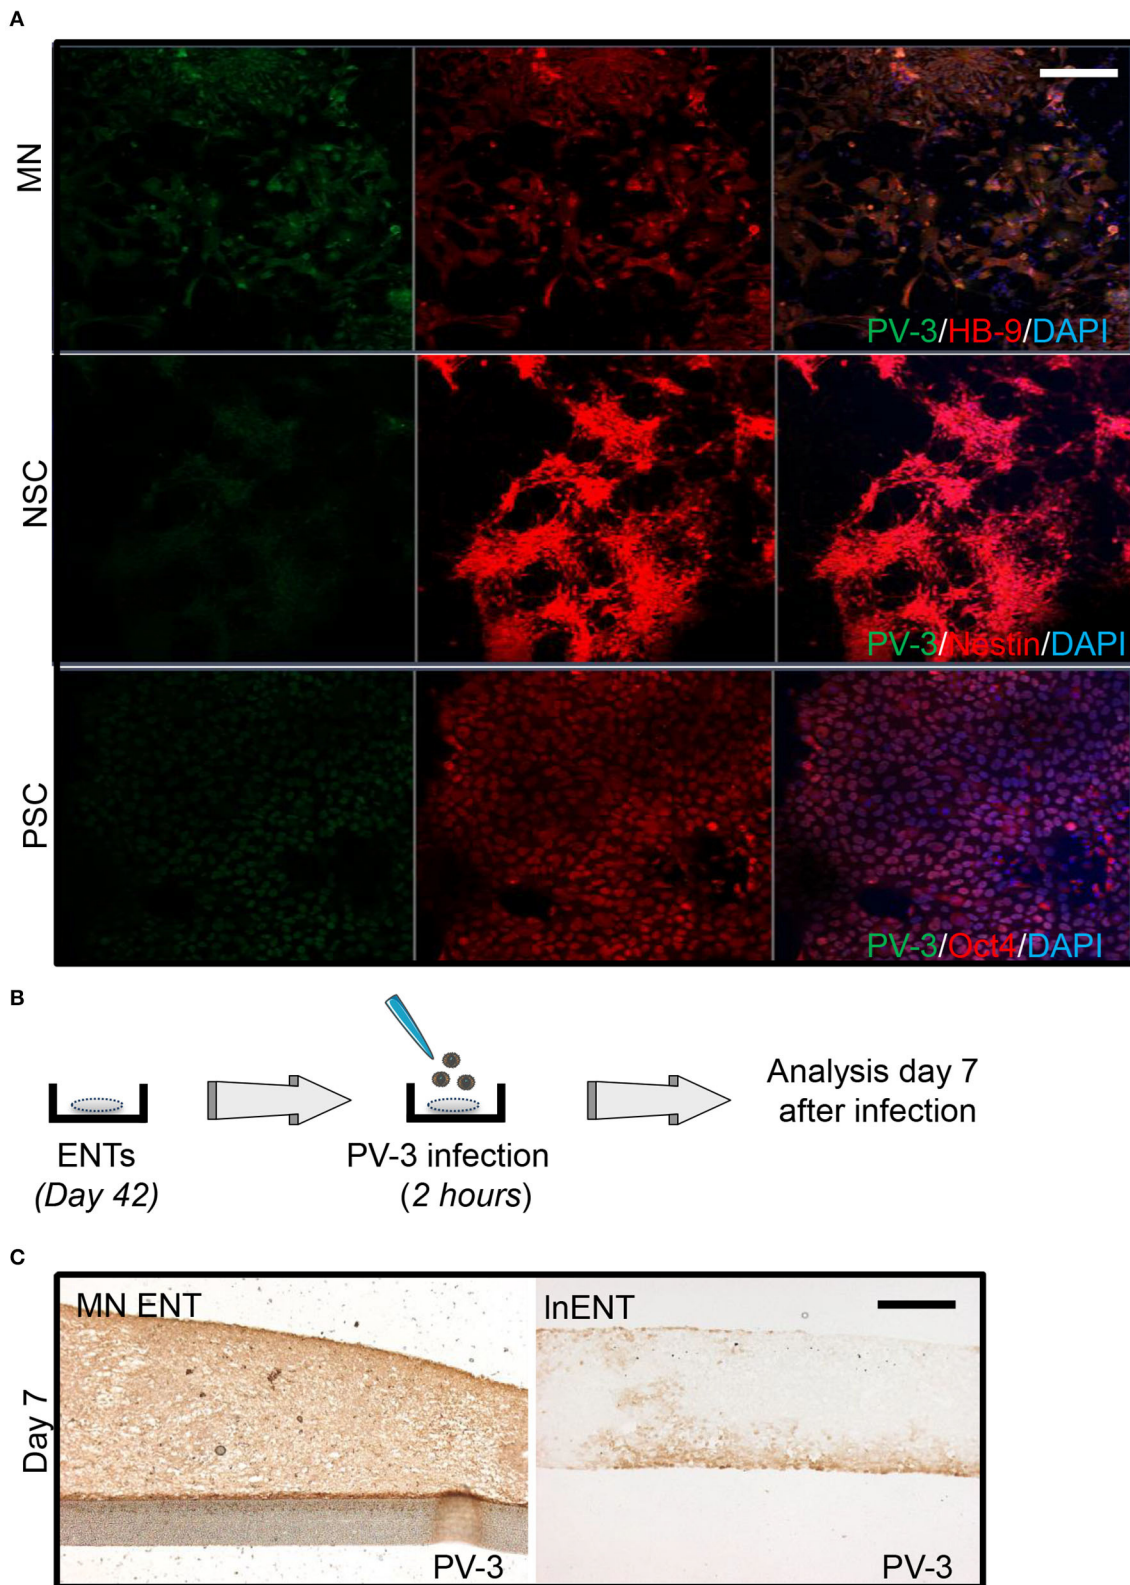 A
MN
PV-3/HB-9/DAPI
NSC
PV-3/Nestin/DAPI
PSC
PV-3/Oct4/DAPI
B
ENTs
(Day 42)
PV-3 infection
(2 hours)
Analysis day 7
after infection
C
Day 7
MN ENT
PV-3
InENT
PV-3